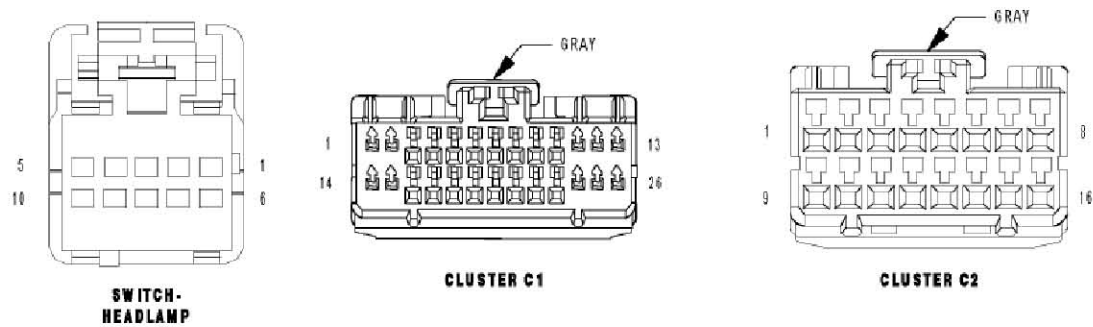 5 1
10 6
SWITCH-
HEADLAMP
GRAY
1 13
14 26
CLUSTER C1
GRAY
1 8
9 16
CLUSTER C2